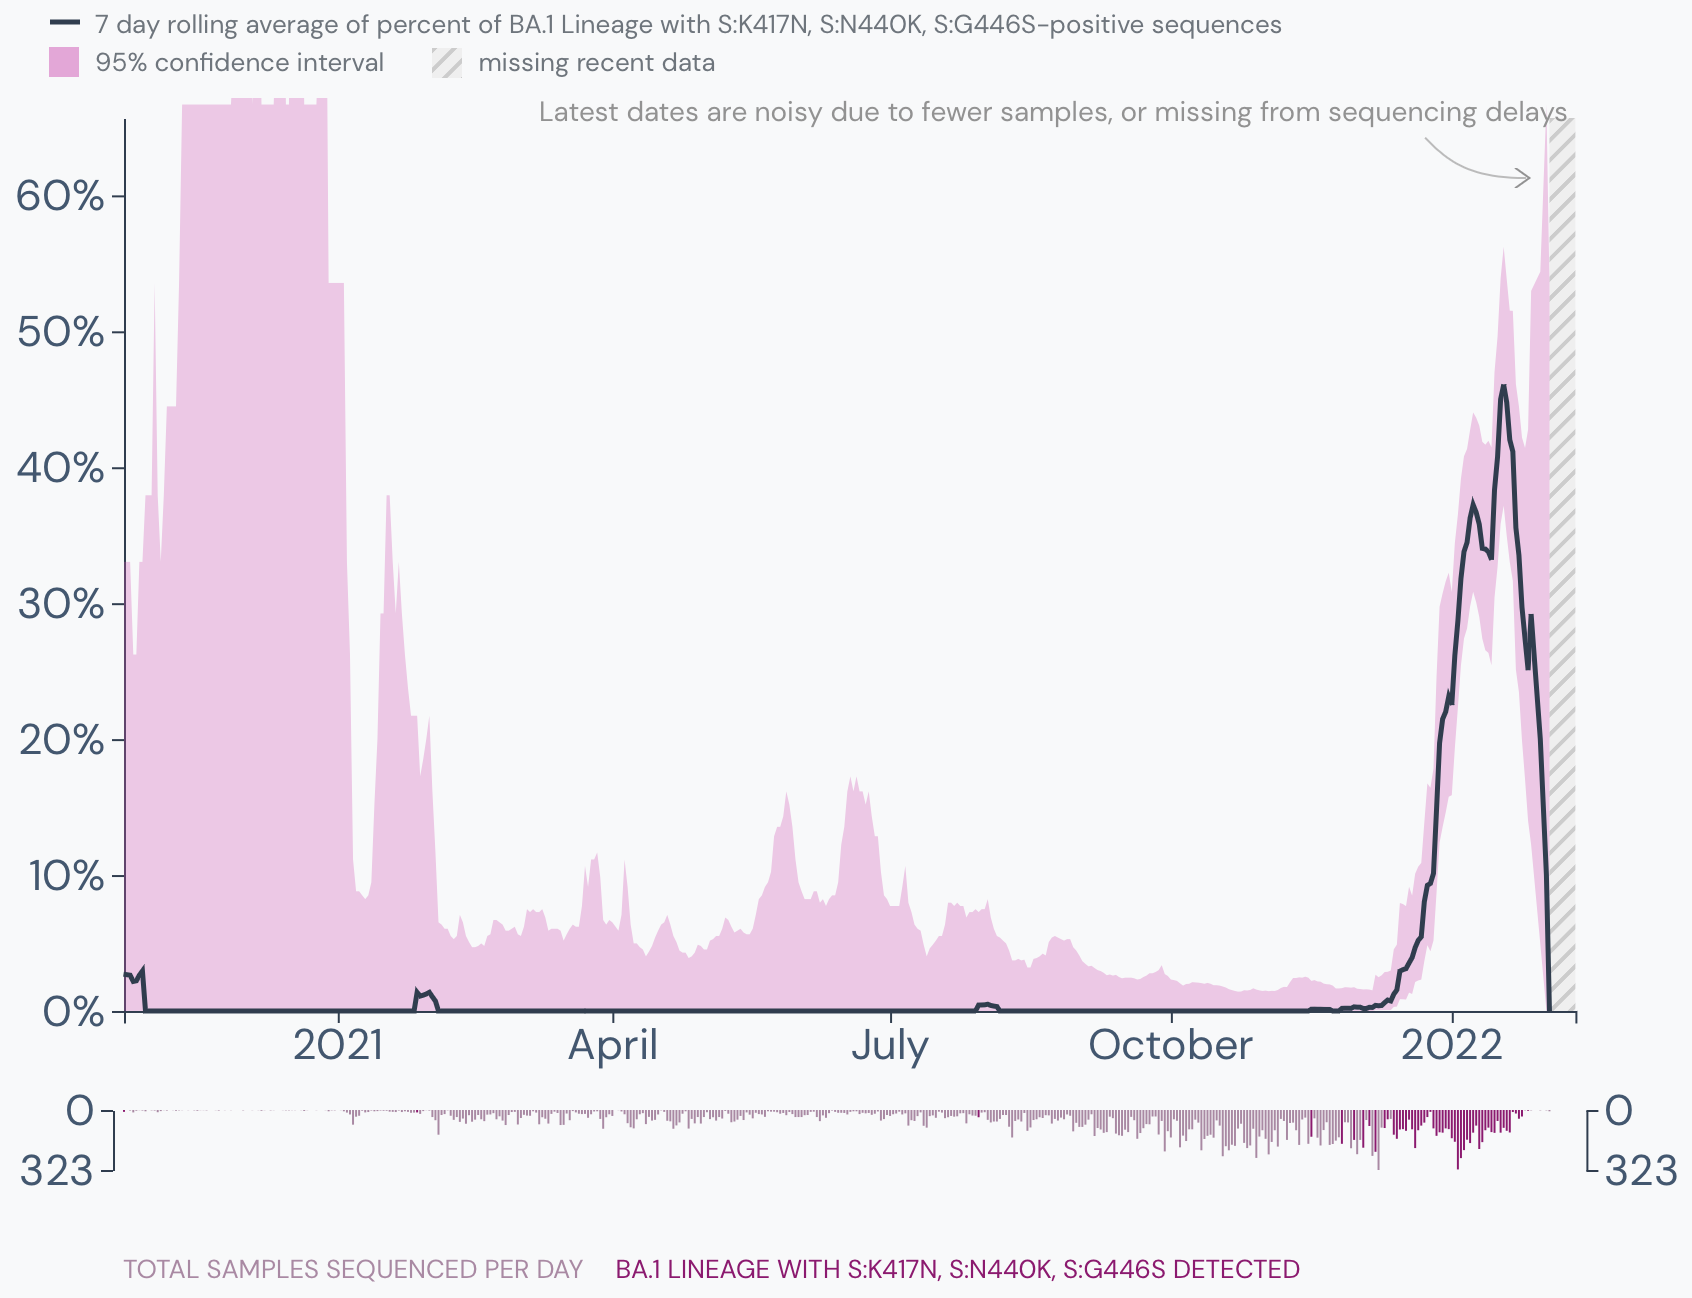 7 day rolling average of percent of BA.1 Lineage with S:K417N, S:N440K, S:G446S-positive sequences
95% confidence interval missing recent data
Latest dates are noisy due to fewer samples, or missing from sequencing delays
60%
50%
40%
30%
20%
10%
0%
2021 April July October 2022
0 0
323 323
TOTAL SAMPLES SEQUENCED PER DAY BA.1 LINEAGE WITH S:K417N, S:N440K, S:G446S DETECTED